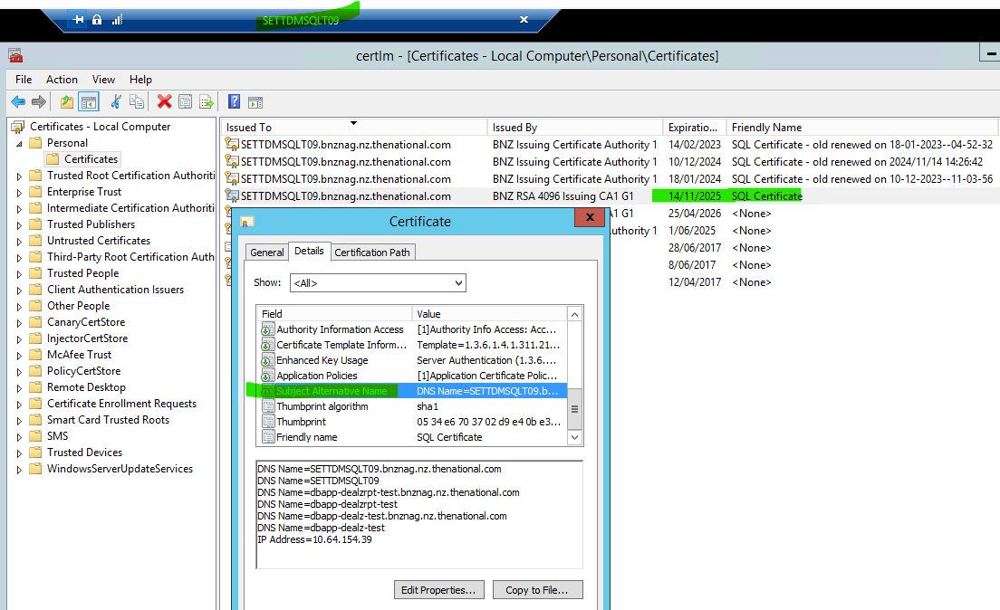 SETTDMSQLT09
certlm - [Certificates - Local Computer\Personal\Certificates]
File Action View Help
Certificates - Local Computer
Personal
Certificates
Trusted Root Certification Authoriti
Enterprise Trust
Intermediate Certification Authoriti
Trusted Publishers
Untrusted Certificates
Third-Party Root Certification Auth
Trusted People
Client Authentication Issuers
Other People
CanaryCertStore
InjectorCertStore
McAfee Trust
PolicyCertStore
Remote Desktop
Certificate Enrollment Requests
Smart Card Trusted Roots
SMS
Trusted Devices
WindowsServerUpdateServices
Issued To Issued By Expiratio... Friendly Name
SETTDMSQLT09.bnznag.nz.thenational.com BNZ Issuing Certificate Authority 1 14/02/2023 SQL Certificate - old renewed on 18-01-2023--04-52-32
SETTDMSQLT09.bnznag.nz.thenational.com BNZ Issuing Certificate Authority 1 10/12/2024 SQL Certificate - old renewed on 2024/11/14 14:26:42
SETTDMSQLT09.bnznag.nz.thenational.com BNZ Issuing Certificate Authority 1 18/01/2024 SQL Certificate - old renewed on 10-12-2023--11-03-56
SETTDMSQLT09.bnznag.nz.thenational.com BNZ RSA 4096 Issuing CA1 G1 14/11/2025 SQL Certificate
A1 G1 25/04/2026 <None>
uthority 1 1/06/2025 <None>
28/06/2017 <None>
8/06/2017 <None>
12/04/2017 <None>
Certificate
General Details Certification Path
Show: <All>
Field Value
Authority Information Access [1]Authority Info Access: Acc...
Certificate Template Inform... Template=1.3.6.1.4.1.311.21...
Enhanced Key Usage Server Authentication (1.3.6....
Application Policies [1]Application Certificate Polic...
Subject Alternative Name DNS Name=SETTDMSQLT09.b...
Thumbprint algorithm sha1
Thumbprint 05 34 e6 70 37 02 d9 e4 0b e3...
Friendly name SQL Certificate
DNS Name=SETTDMSQLT09.bnznag.nz.thenational.com
DNS Name=SETTDMSQLT09
DNS Name=dbapp-dealzrpt-test.bnznag.nz.thenational.com
DNS Name=dbapp-dealzrpt-test
DNS Name=dbapp-dealz-test.bnznag.nz.thenational.com
DNS Name=dbapp-dealz-test
IP Address=10.64.154.39
Edit Properties... Copy to File...